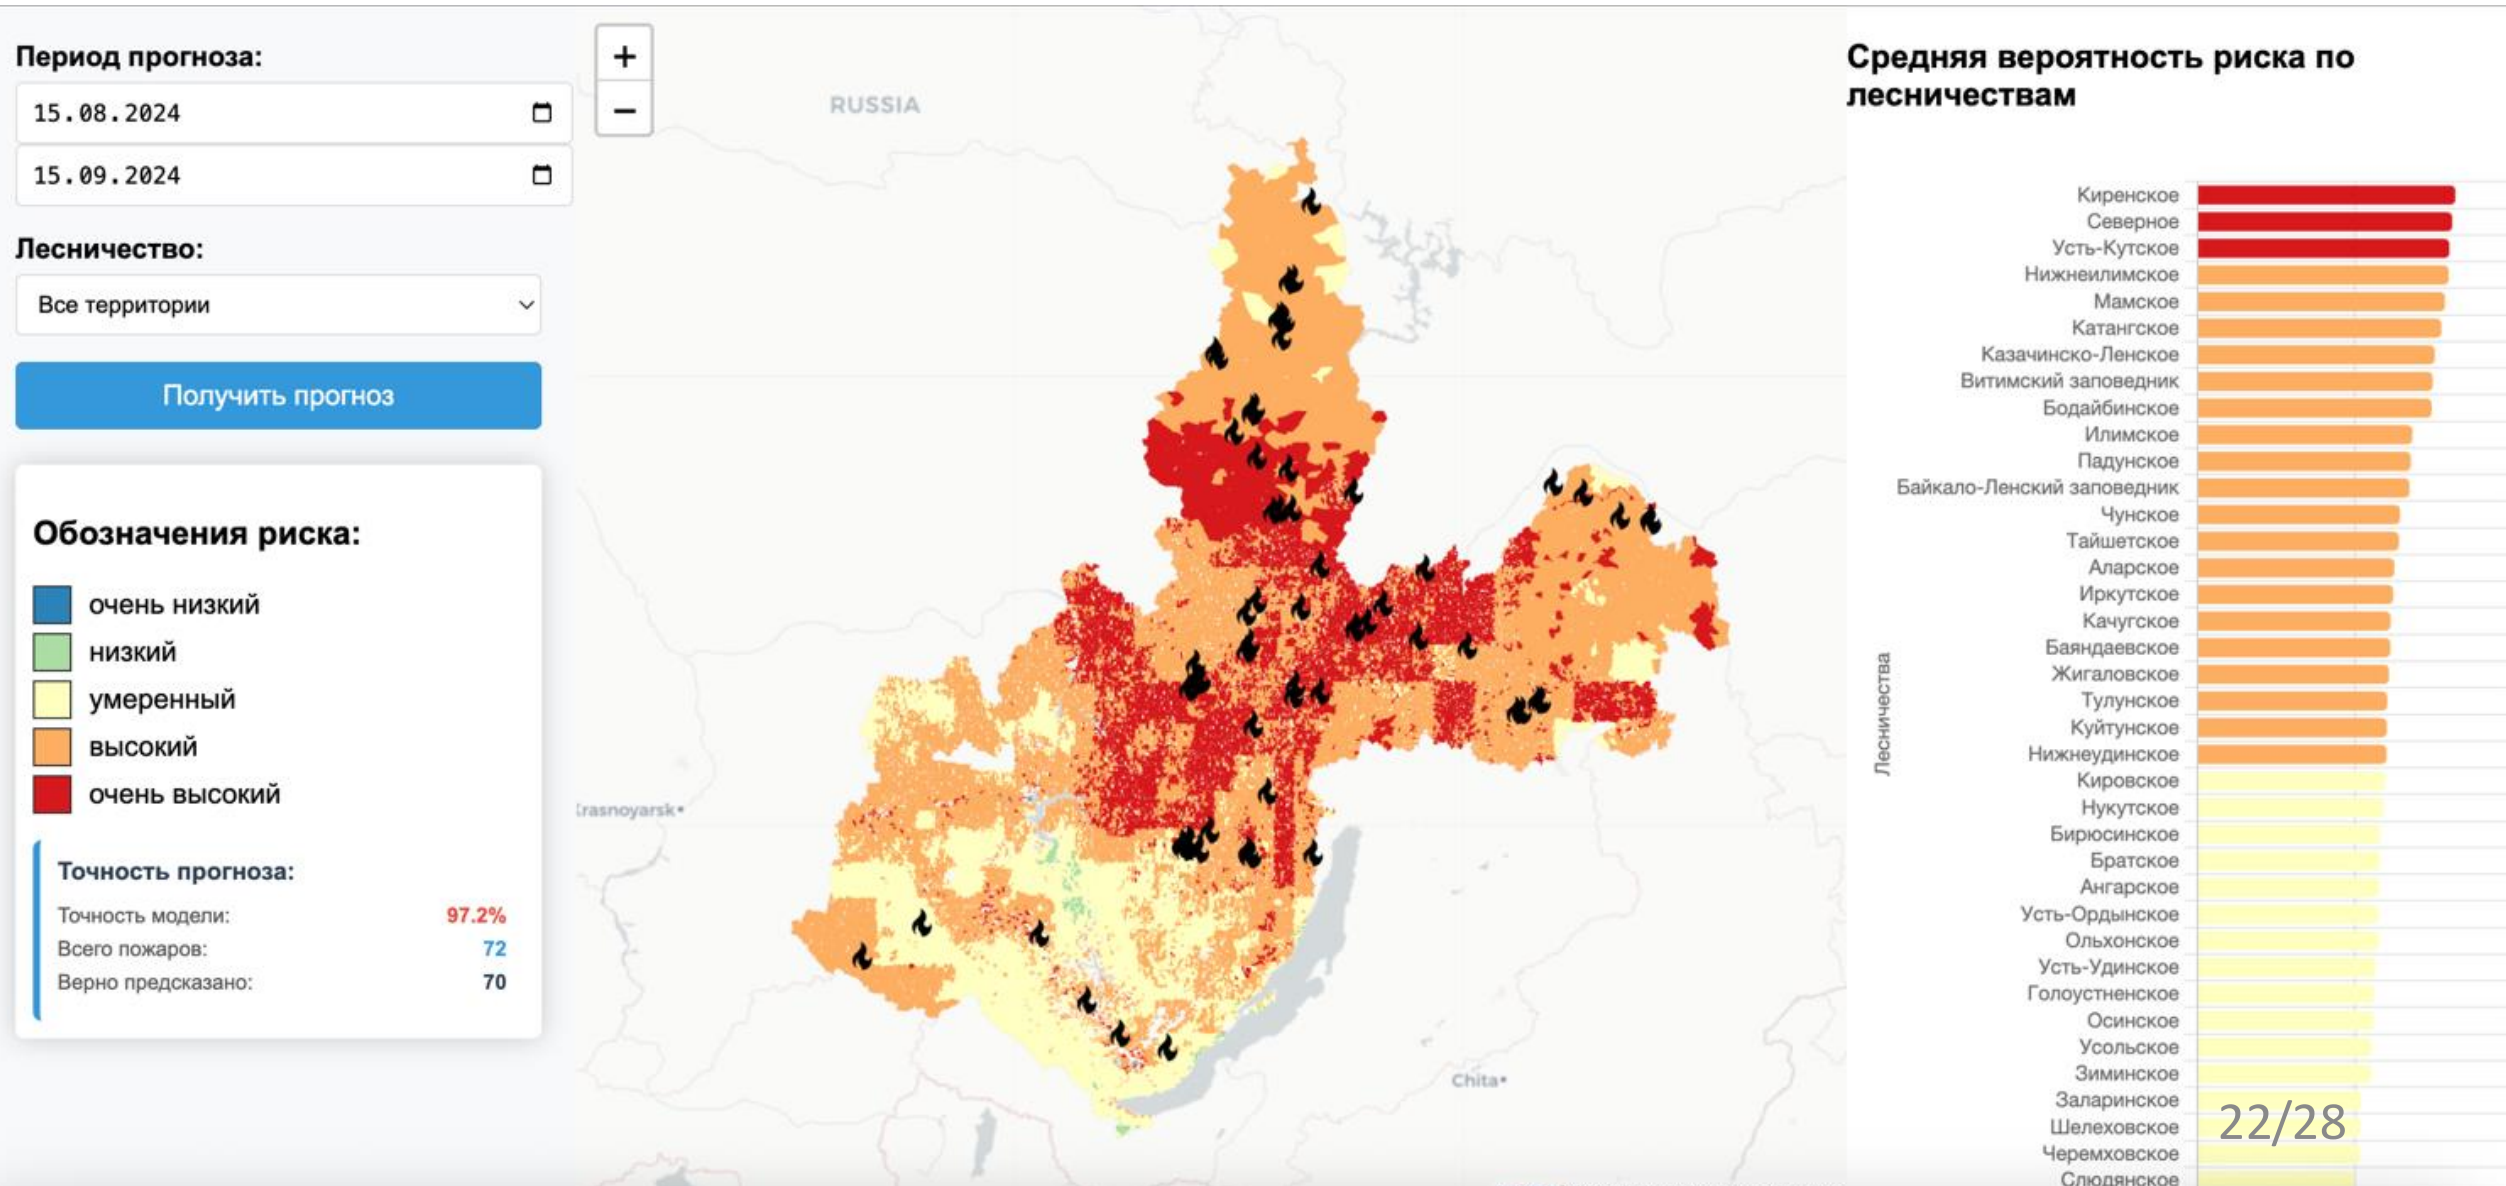 Период прогноза:
15.08.2024
15.09.2024
Лесничество:
Все территории
Получить прогноз
Обозначения риска:
очень низкий
низкий
умеренный
высокий
очень высокий
Точность прогноза:
Точность модели: 97.2%
Всего пожаров: 72
Верно предсказано: 70
+
−
RUSSIA
Krasnoyarsk
Chita
Средняя вероятность риска по
лесничествам
Лесничества
Киренское
Северное
Усть-Кутское
Нижнеилимское
Мамское
Катангское
Казачинско-Ленское
Витимский заповедник
Бодайбинское
Илимское
Падунское
Байкало-Ленский заповедник
Чунское
Тайшетское
Аларское
Иркутское
Качугское
Баяндаевское
Жигаловское
Тулунское
Куйтунское
Нижнеудинское
Кировское
Нукутское
Бирюсинское
Братское
Ангарское
Усть-Ордынское
Ольхонское
Усть-Удинское
Голоустненское
Осинское
Усольское
Зиминское
Заларинское
Шелеховское
Черемховское
Слюдянское
22/28